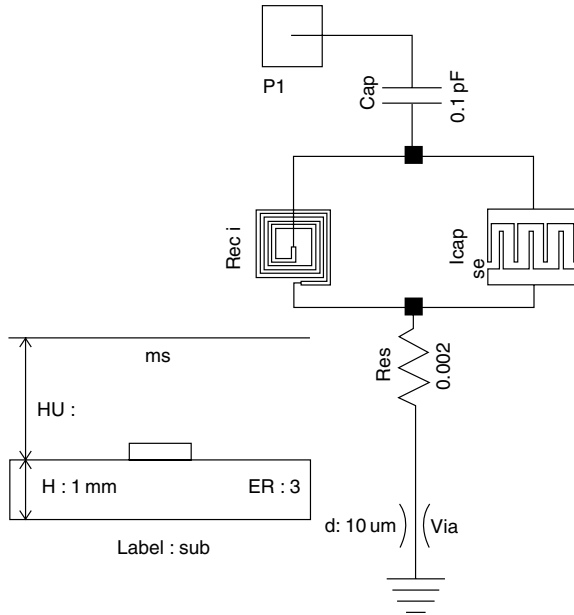 P1
Cap
0.1 pF
Rec i
Icap
se
Res
0.002
ms
HU :
H : 1 mm
ER : 3
d: 10 um
Via
Label : sub